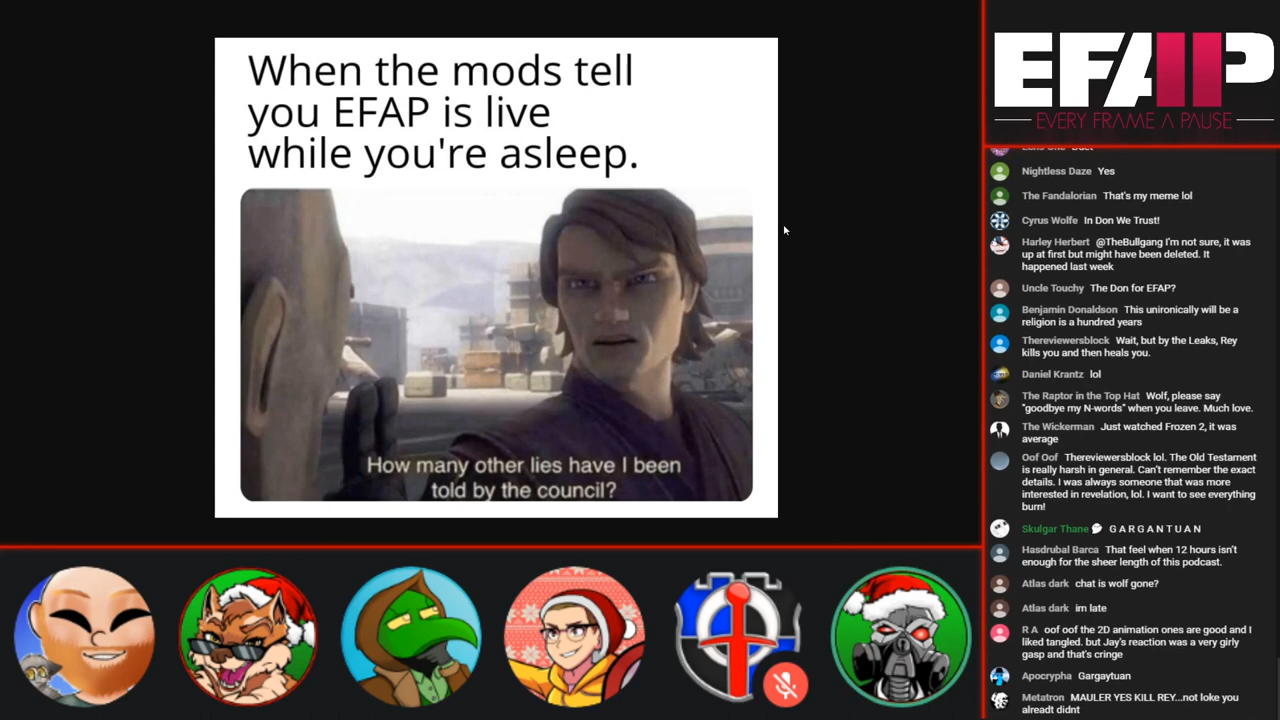 When the mods tell
you EFAP is live
while you're asleep.
How many other lies have I been
told by the council?
EFAP
EVERY FRAME A PAUSE
Nightless Daze Yes
The Fandalorian That's my meme lol
Cyrus Wolfe In Don We Trust!
Harley Herbert @TheBullgang I'm not sure, it was
up at first but might have been deleted. It
happened last week
Uncle Touchy The Don for EFAP?
Benjamin Donaldson This unironically will be a
religion is a hundred years
Thereviewersblock Wait, but by the Leaks, Rey
kills you and then heals you.
Daniel Krantz lol
The Raptor in the Top Hat Wolf, please say
"goodbye my N-words" when you leave. Much love.
The Wickerman Just watched Frozen 2, it was
average
Oof Oof Thereviewersblock lol. The Old Testament
is really harsh in general. Can't remember the exact
details. I was always someone that was more
interested in revelation, lol. I want to see everything
burn!
Skulgar Thane G A R G A N T U A N
Hasdrubal Barca That feel when 12 hours isn't
enough for the sheer length of this podcast.
Atlas dark chat is wolf gone?
Atlas dark im late
R A oof oof the 2D animation ones are good and I
liked tangled. but Jay's reaction was a very girly
gasp and that's cringe
Apocrypha Gargaytuan
Metatron MAULER YES KILL REY...not loke you
alreadt didnt